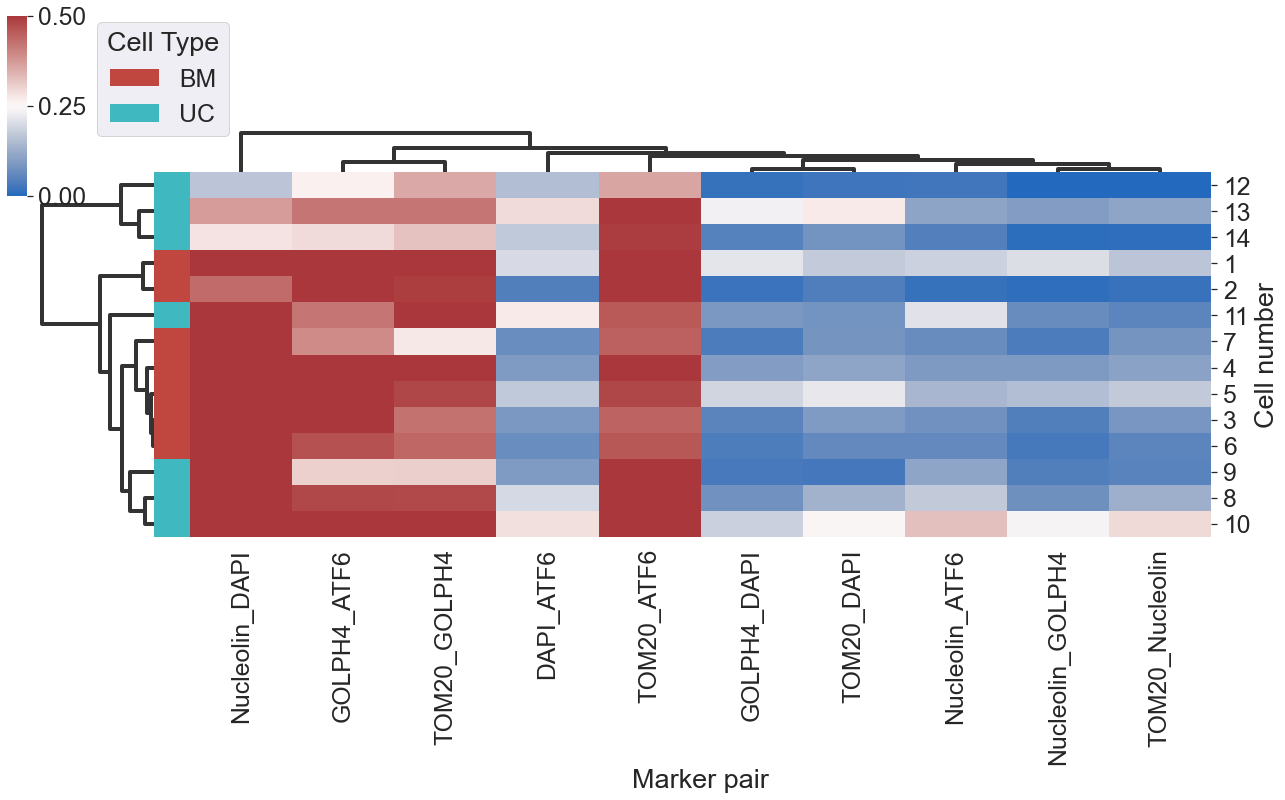 0.50
0.25
0.00
Cell Type
BM
UC
12
13
14
1
2
11
7
4
5
3
6
9
8
10
Cell number
Nucleolin_DAPI
GOLPH4_ATF6
TOM20_GOLPH4
DAPI_ATF6
TOM20_ATF6
GOLPH4_DAPI
TOM20_DAPI
Nucleolin_ATF6
Nucleolin_GOLPH4
TOM20_Nucleolin
Marker pair